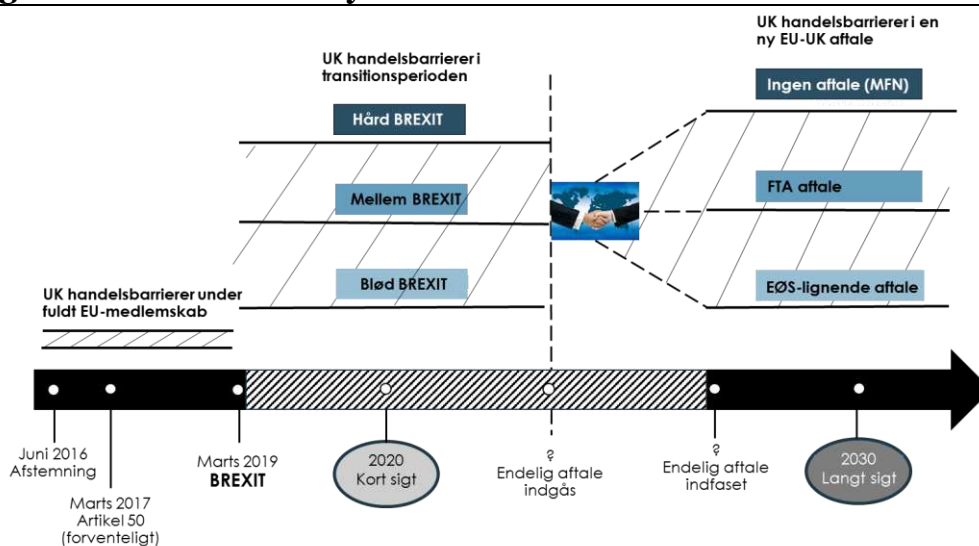 UK handelsbarrierer i
transitionsperioden
UK handelsbarrierer i en
ny EU-UK aftale
Hård BREXIT
Mellem BREXIT
Blød BREXIT
Ingen aftale (MFN)
FTA aftale
EØS-lignende aftale
UK handelsbarrierer under
fuldt EU-medlemskab
Juni 2016
Afstemning
Marts 2017
Artikel 50
(forventeligt)
Marts 2019
BREXIT
2020
Kort sigt
?
Endelig aftale
indgås
?
Endelig aftale
indfaset
2030
Langt sigt